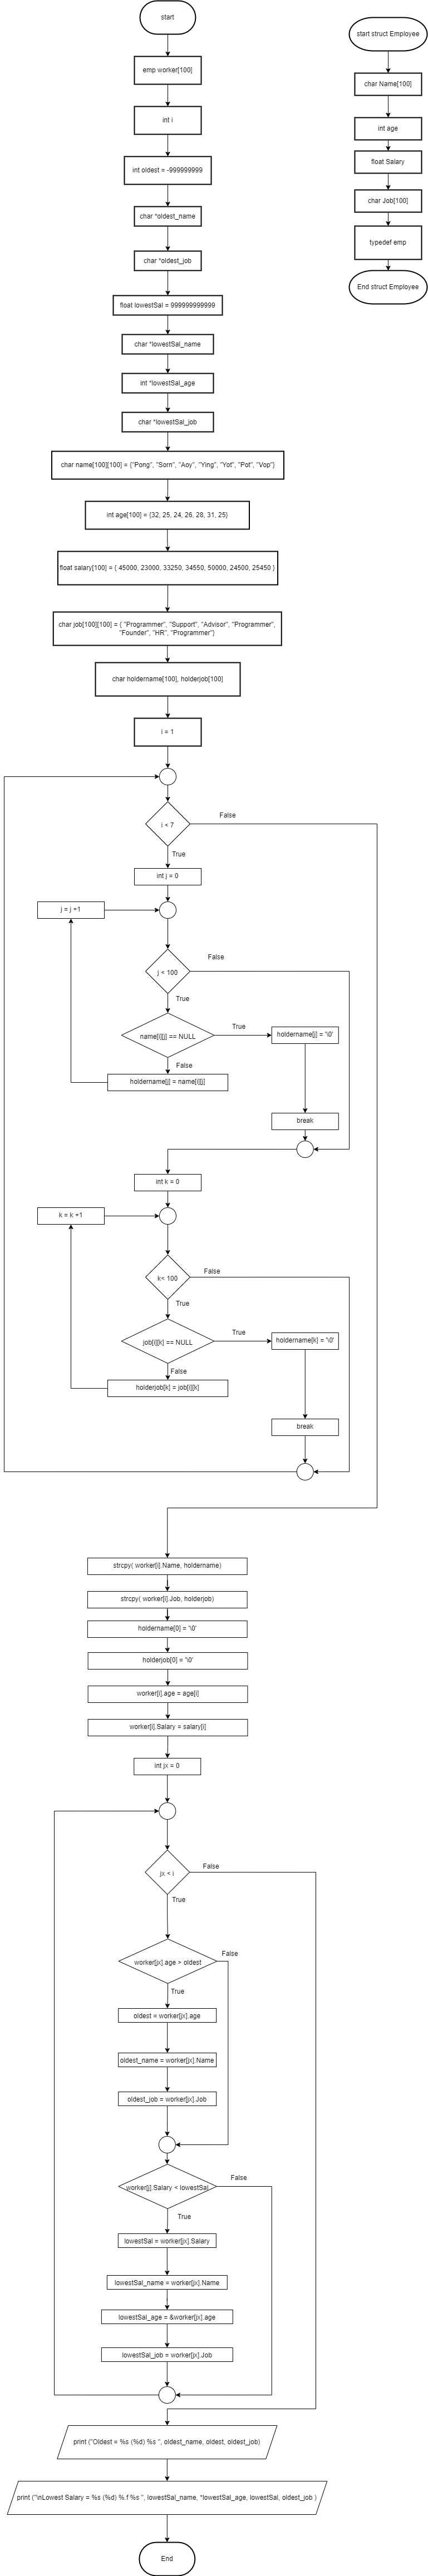 start
emp worker[100]
int i
int oldest = -999999999
char *oldest_name
char *oldest_job
float lowestSal = 999999999999
char *lowestSal_name
int *lowestSal_age
char *lowestSal_job
char name[100][100] = {"Pong", "Sorn", "Aoy", "Ying", "Yot", "Pot", "Vop"}
int age[100] = {32, 25, 24, 26, 28, 31, 25}
float salary[100] = { 45000, 23000, 33250, 34550, 50000, 24500, 25450 }
char job[100][100] = { "Programmer", "Support", "Advisor", "Programmer",
"Founder", "HR", "Programmer"}
char holdername[100], holderjob[100]
i = 1
start struct Employee
char Name[100]
int age
float Salary
char Job[100]
typedef emp
End struct Employee
i < 7
False
True
int j = 0
j = j +1
j < 100
False
True
name[i][j] == NULL
True
holdername[j] = '\0'
False
holdername[j] = name[i][j]
break
int k = 0
k = k +1
k< 100
False
True
job[i][k] == NULL
True
holdername[k] = '\0'
False
holderjob[k] = job[i][k]
break
strcpy( worker[i].Name, holdername)
strcpy( worker[i].Job, holderjob)
holdername[0] = '\0'
holderjob[0] = '\0'
worker[i].age = age[i]
worker[i].Salary = salary[i]
int jx = 0
jx < i
False
True
worker[jx].age > oldest
False
True
oldest = worker[jx].age
oldest_name = worker[jx].Name
oldest_job = worker[jx].Job
worker[j].Salary < lowestSal
False
True
lowestSal = worker[jx].Salary
lowestSal_name = worker[jx].Name
lowestSal_age = &worker[jx].age
lowestSal_job = worker[jx].Job
print ("Oldest = %s (%d) %s ", oldest_name, oldest, oldest_job)
print ("\nLowest Salary = %s (%d) %.f %s ", lowestSal_name, *lowestSal_age, lowestSal, oldest_job )
End